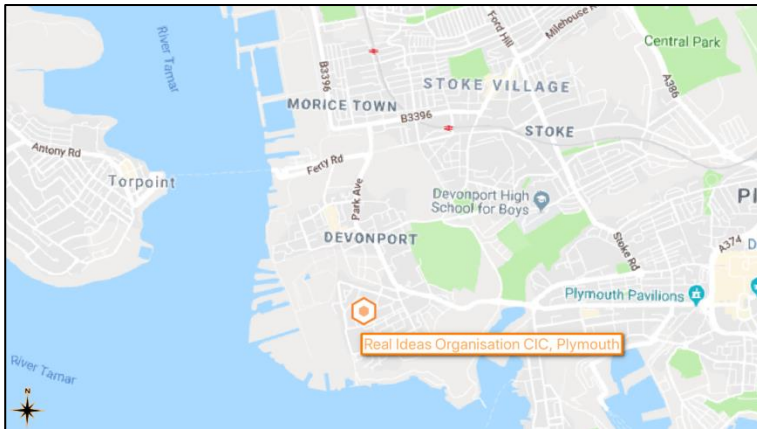 River Tamar
Ford Hill
Milehouse R
Central Park
B3396
A386
STOKE VILLAGE
MORICE TOWN
B3396
STOKE
Antony Rd
Torpoint
Ferry Rd
Park Ave
Devonport High
School for Boys
Pl
DEVONPORT
Stoke Rd
A374
D
Plymouth Pavilions
Real Ideas Organisation CIC, Plymouth
River Tamar
N